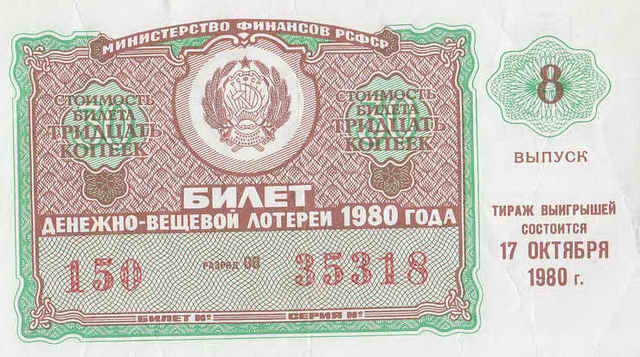 МИНИСТЕРСТВО ФИНАНСОВ РСФСР
СТОИМОСТЬ
БИЛЕТА
ТРИДЦАТЬ
КОПЕЕК
СТОИМОСТЬ
БИЛЕТА
ТРИДЦАТЬ
КОПЕЕК
БИЛЕТ
ДЕНЕЖНО-ВЕЩЕВОЙ ЛОТЕРЕИ 1980 ГОДА
150 РАЗРЯД 00 35318
БИЛЕТ № СЕРИЯ №
8
ВЫПУСК
ТИРАЖ ВЫИГРЫШЕЙ
СОСТОИТСЯ
17 ОКТЯБРЯ
1980 г.